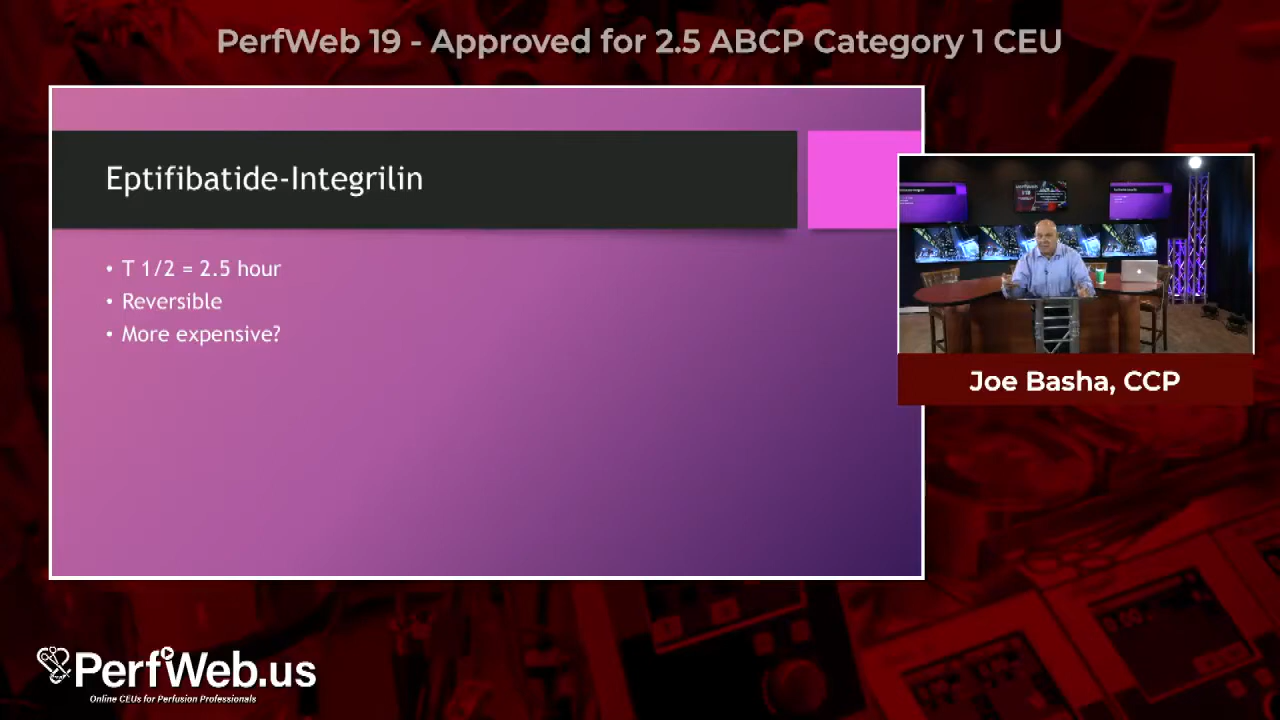 PerfWeb 19 - Approved for 2.5 ABCP Category 1 CEU
Eptifibatide-Integrilin
• T 1/2 = 2.5 hour
• Reversible
• More expensive?
Joe Basha, CCP
PerfWeb.us
Online CEUs for Perfusion Professionals